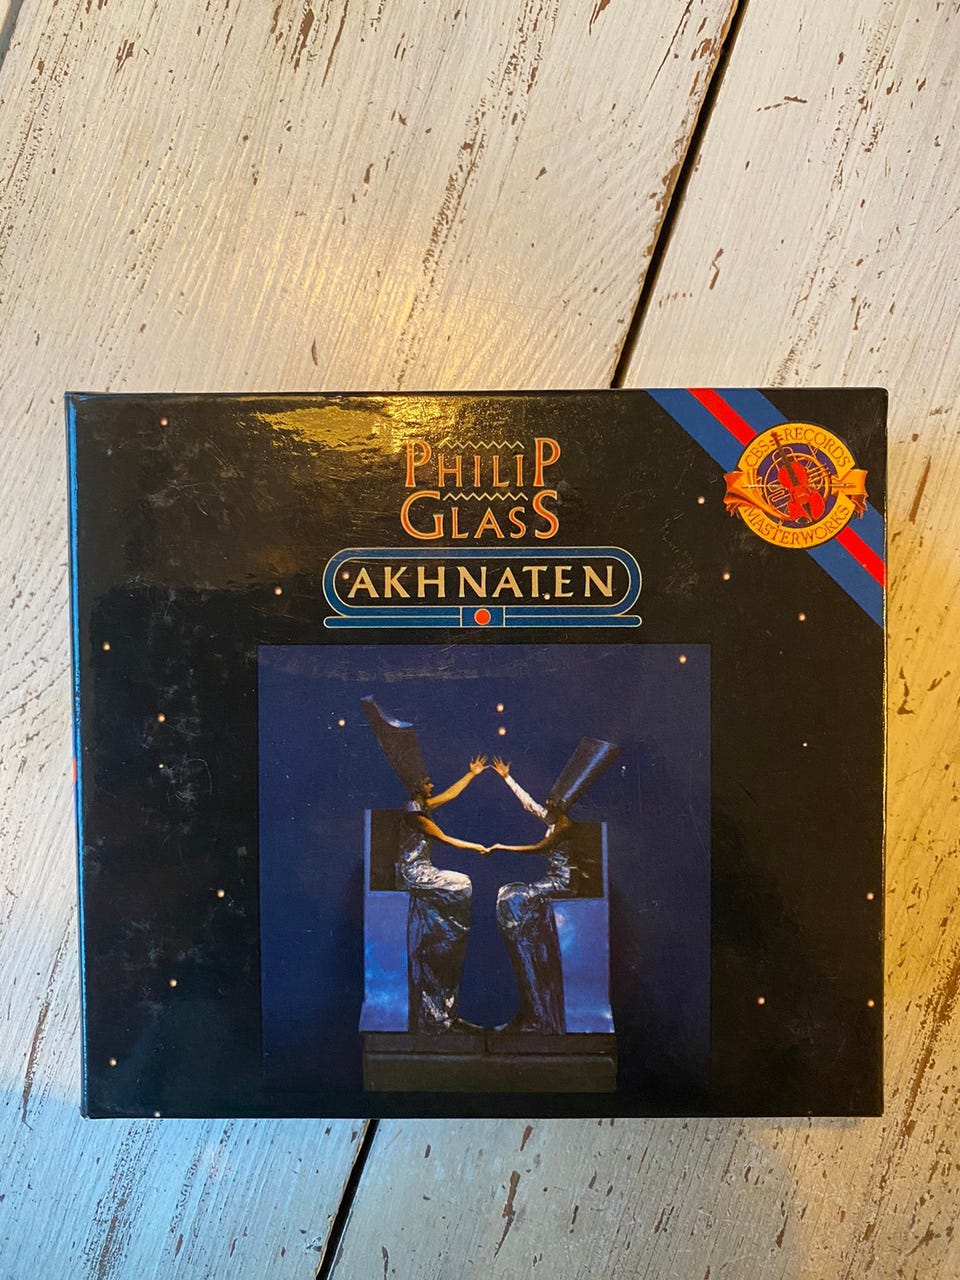 PHILIP
GLASS
AKHNATEN
CBS RECORDS
MASTERWORKS